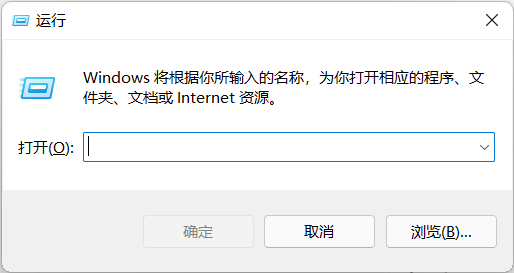 运行
Windows 将根据你所输入的名称，为你打开相应的程序、文
件夹、文档或 Internet 资源。
打开(O):
确定 取消 浏览(B)...